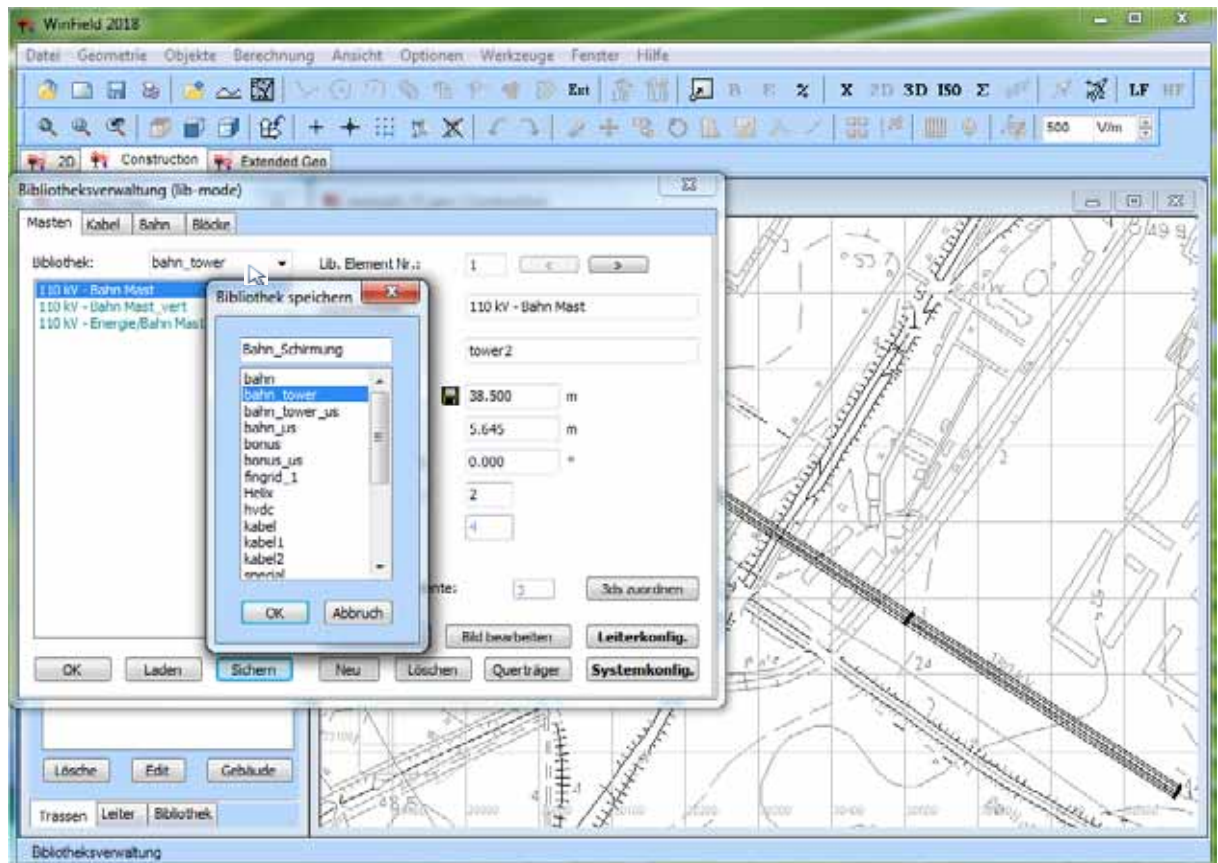 WinField 2018
Datei Geometrie Objekte Berechnung Ansicht Optionen Werkzeuge Fenster Hilfe
Ext B E % X 2D 3D ISO Σ LF HF
500 V/m
2D Construction Extended Geo
Bibliotheksverwaltung (lib-mode)
Masten Kabel Bahn Blöcke
Bibliothek: bahn_tower Lib. Element Nr.: 1 < >
110 kV - Bahn Mast
110 kV - Bahn Mast_vert
110 kV - Energie/Bahn Mast
110 kV - Bahn Mast
tower2
38.500 m
5.645 m
0.000 °
2
4
3 3ds zuordnen
Bild bearbeiten Leiterkonfig.
OK Laden Sichern Neu Löschen Querträger Systemkonfig.
Bibliothek speichern
Bahn_Schirmung
bahn
bahn_tower
bahn_tower_us
bahn_us
bonus
bonus_us
fingrid_1
Helix
hvdc
kabel
kabel1
kabel2
special
OK Abbruch
Lösche Edit Gebäude
Trassen Leiter Bibliothek
Bibliotheksverwaltung